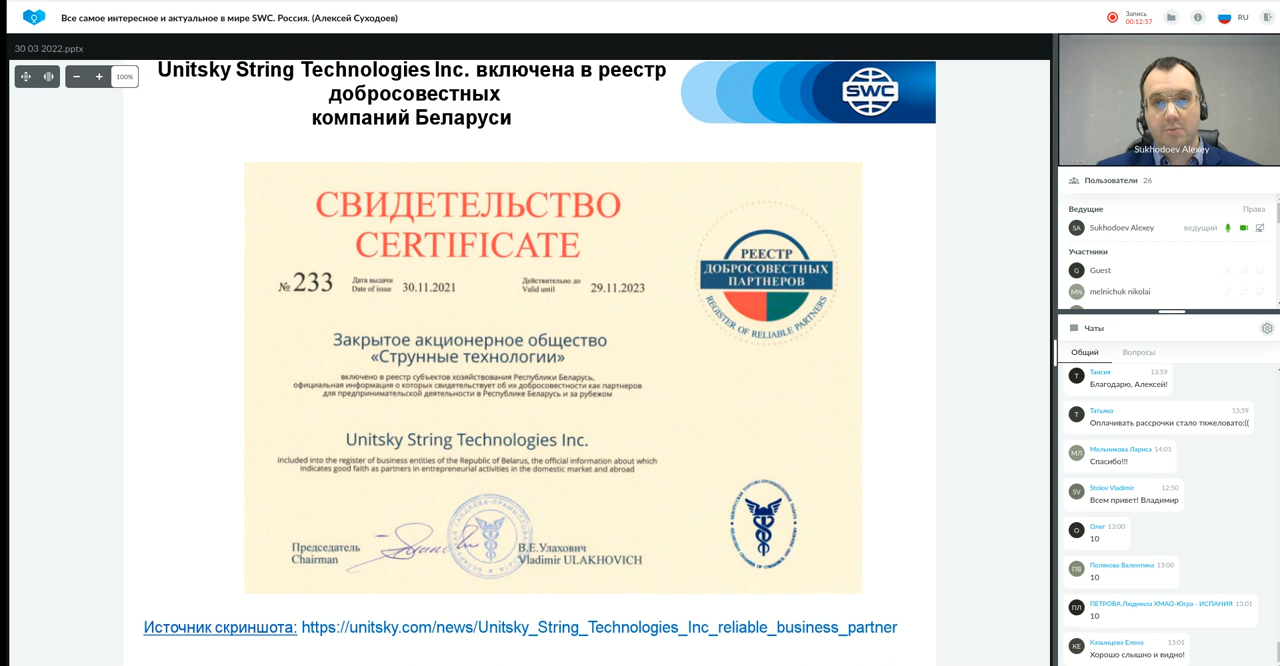 Все самое интересное и актуальное в мире SWC. Россия. (Алексей Суходоев)
Запись
00:12:57
RU
30 03 2022.pptx
100%
Unitsky String Technologies Inc. включена в реестр
добросовестных
компаний Беларуси
SWC
СВИДЕТЕЛЬСТВО
CERTIFICATE
№ 233
Дата выдачи
Date of issue
30.11.2021
Действительно до
Valid until
29.11.2023
РЕЕСТР
ДОБРОСОВЕСТНЫХ
ПАРТНЕРОВ
REGISTER OF RELIABLE PARTNERS
Закрытое акционерное общество
«Струнные технологии»
включено в реестр субъектов хозяйствования Республики Беларусь,
официальная информация о которых свидетельствует об их добросовестности как партнеров
для предпринимательской деятельности в Республике Беларусь и за рубежом
Unitsky String Technologies Inc.
included into the register of business entities of the Republic of Belarus, the official information about which
indicates good faith as partners in entrepreneurial activities in the domestic market and abroad
Председатель
Chairman
В.Е.Улахович
Vladimir ULAKHOVICH
Источник скриншота: https://unitsky.com/news/Unitsky_String_Technologies_Inc_reliable_business_partner
Sukhodoev Alexey
Пользователи 26
Ведущие Права
SA Sukhodoev Alexey ведущий
Участники
G Guest
MN melnichuk nikolai
Чаты
Общий Вопросы
Т Таисия 13:59
Благодарю, Алексей!
Т Татьяна 13:59
Оплачивать рассрочки стало тяжеловато:((
МЛ Мельникова Лариса 14:01
Спасибо!!!
SV Stolov Vladimir 12:50
Всем привет! Владимир
О Олег 13:00
10
ПВ Полякова Валентина 13:00
10
ПЛ ПЕТРОВА Людмила ХМАО-Югра - ИСПАНИЯ 13:01
10
КЕ Казынцева Елена 13:01
Хорошо слышно и видно!